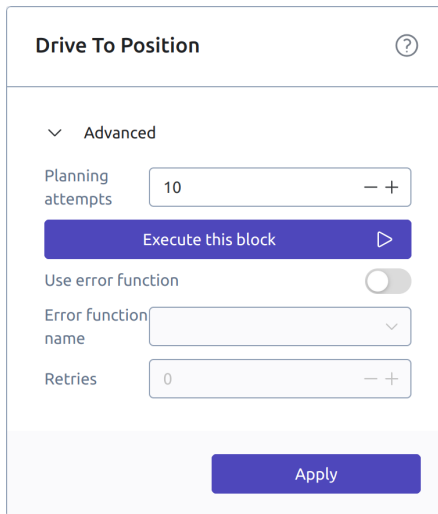 Drive To Position
?
Advanced
Planning
attempts
10
Execute this block
Use error function
Error function
name
Retries
0
Apply